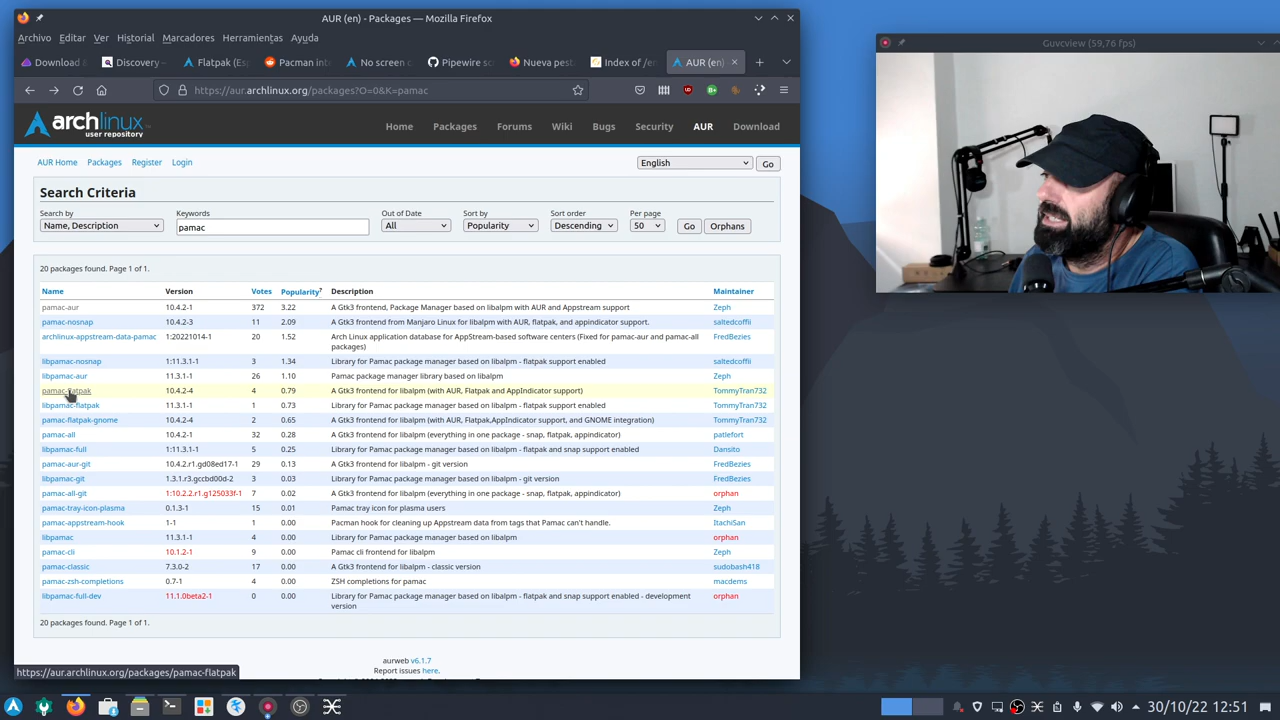 AUR (en) - Packages — Mozilla Firefox
Archivo Editar Ver Historial Marcadores Herramientas Ayuda
Download Discovery Flatpak (Esp Pacman int No screen Pipewire sc Nueva pest Index of /en AUR (en)
https://aur.archlinux.org/packages?O=0&K=pamac
Guvcview (59,76 fps)
archlinux
user repository
Home Packages Forums Wiki Bugs Security AUR Download
AUR Home Packages Register Login English Go
Search Criteria
Search by Keywords Out of Date Sort by Sort order Per page
Name, Description pamac All Popularity Descending 50 Go Orphans
20 packages found. Page 1 of 1.
Name Version Votes Popularity? Description Maintainer
pamac-aur 10.4.2-1 372 3.22 A Gtk3 frontend, Package Manager based on libalpm with AUR and Appstream support Zeph
pamac-nosnap 10.4.2-3 11 2.09 A Gtk3 frontend from Manjaro Linux for libalpm with AUR, flatpak, and appindicator support. saltedcoffii
archlinux-appstream-data-pamac 1:20221014-1 20 1.52 Arch Linux application database for AppStream-based software centers (Fixed for pamac-aur and pamac-all FredBezies
packages)
libpamac-nosnap 1:11.3.1-1 3 1.34 Library for Pamac package manager based on libalpm - flatpak support enabled saltedcoffii
libpamac-aur 11.3.1-1 26 1.10 Pamac package manager library based on libalpm Zeph
pamac-flatpak 10.4.2-4 4 0.79 A Gtk3 frontend for libalpm (with AUR, Flatpak and AppIndicator support) TommyTran732
libpamac-flatpak 11.3.1-1 1 0.73 Library for Pamac package manager based on libalpm - flatpak support enabled TommyTran732
pamac-flatpak-gnome 10.4.2-4 2 0.65 A Gtk3 frontend for libalpm (with AUR, Flatpak,AppIndicator support, and GNOME integration) TommyTran732
pamac-all 10.4.2-1 32 0.28 A Gtk3 frontend for libalpm (everything in one package - snap, flatpak, appindicator) patlefort
libpamac-full 1:11.3.1-1 5 0.25 Library for Pamac package manager based on libalpm - flatpak and snap support enabled Dansito
pamac-aur-git 10.4.2.r1.gd08ed17-1 29 0.13 A Gtk3 frontend for libalpm - git version FredBezies
libpamac-git 1.3.1.r3.gccbd00d-2 3 0.03 A Gtk3 frontend for libalpm - git version FredBezies
pamac-all-git 1:10.2.2.r1.g125033f-1 7 0.02 A Gtk3 frontend for libalpm (everything in one package - snap, flatpak, appindicator) orphan
pamac-tray-icon-plasma 0.1.3-1 15 0.01 Pamac tray icon for plasma users Zeph
pamac-appstream-hook 1-1 1 0.00 Pacman hook for cleaning up Appstream data from tags that Pamac can't handle. ItachiSan
libpamac 11.3.1-1 4 0.00 Library for Pamac package manager based on libalpm orphan
pamac-cli 10.1.2-1 9 0.00 Pamac cli frontend for libalpm Zeph
pamac-classic 7.3.0-2 17 0.00 A Gtk3 frontend for libalpm - classic version sudobash418
pamac-zsh-completions 0.7-1 4 0.00 ZSH completions for pamac macdems
libpamac-full-dev 11.1.0beta2-1 0 0.00 Library for Pamac package manager based on libalpm - flatpak and snap support enabled - development orphan
version
20 packages found. Page 1 of 1.
aurweb v6.1.7
Report issues here.
https://aur.archlinux.org/packages/pamac-flatpak
30/10/22 12:51